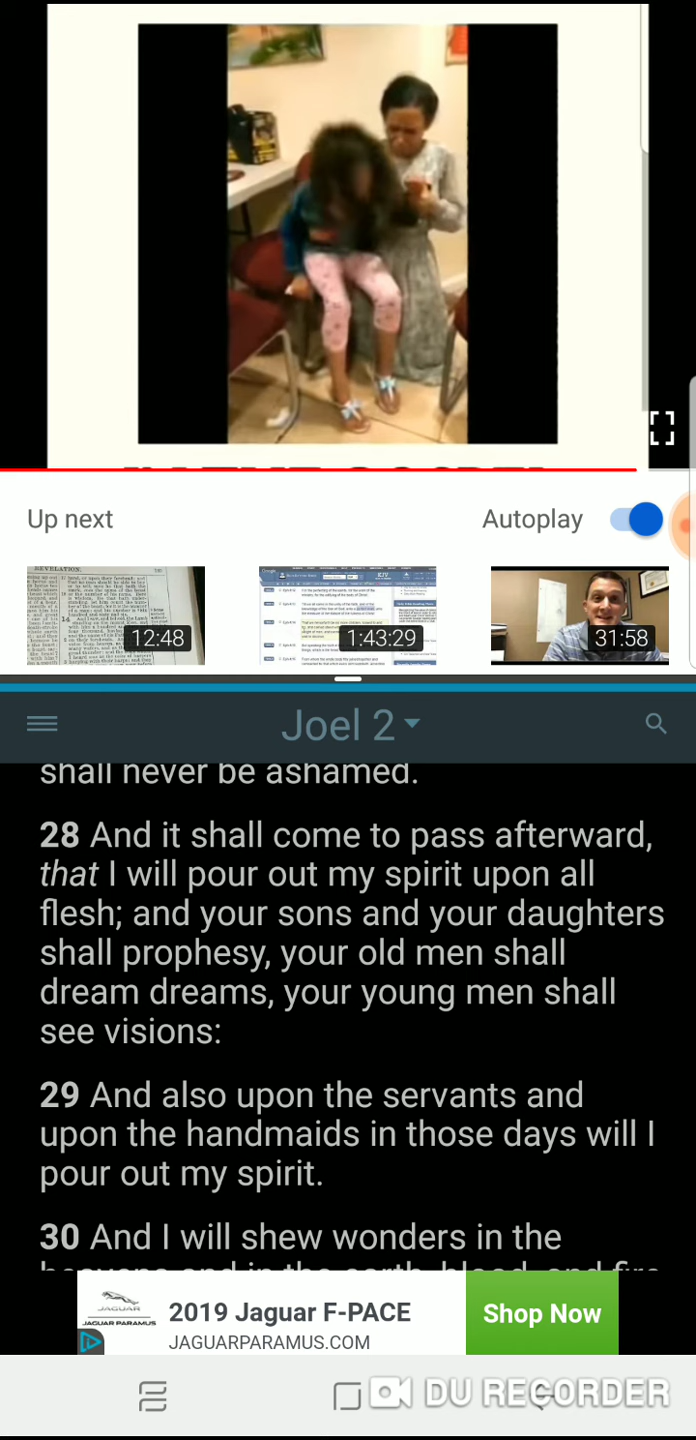 Up next
Autoplay
REVELATION.
12:48
1:43:29
31:58
Joel 2
shall never be ashamed.
28 And it shall come to pass afterward,
that I will pour out my spirit upon all
flesh; and your sons and your daughters
shall prophesy, your old men shall
dream dreams, your young men shall
see visions:
29 And also upon the servants and
upon the handmaids in those days will I
pour out my spirit.
30 And I will shew wonders in the
JAGUAR
JAGUAR PARAMUS
2019 Jaguar F-PACE
JAGUARPARAMUS.COM
Shop Now
DU RECORDER